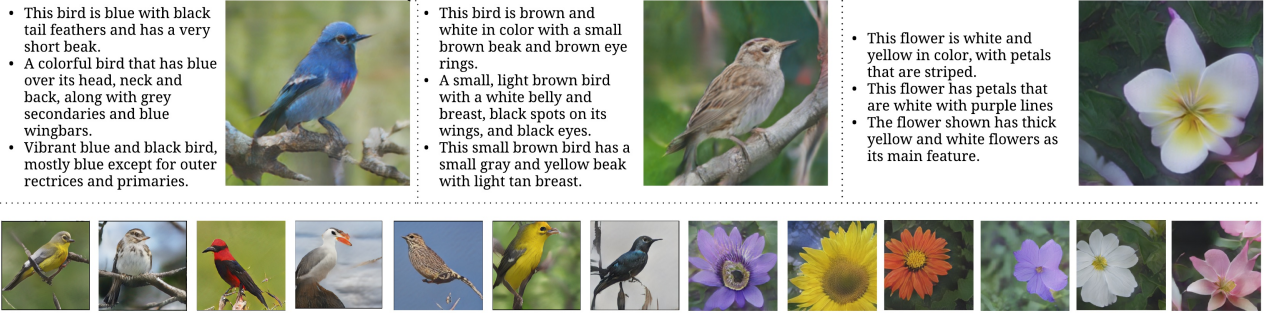 • This bird is blue with black
tail feathers and has a very
short beak.
• A colorful bird that has blue
over its head, neck and
back, along with grey
secondaries and blue
wingbars.
• Vibrant blue and black bird,
mostly blue except for outer
rectrices and primaries.
• This bird is brown and
white in color with a small
brown beak and brown eye
rings.
• A small, light brown bird
with a white belly and
breast, black spots on its
wings, and black eyes.
• This small brown bird has a
small gray and yellow beak
with light tan breast.
• This flower is white and
yellow in color, with petals
that are striped.
• This flower has petals that
are white with purple lines
• The flower shown has thick
yellow and white flowers as
its main feature.